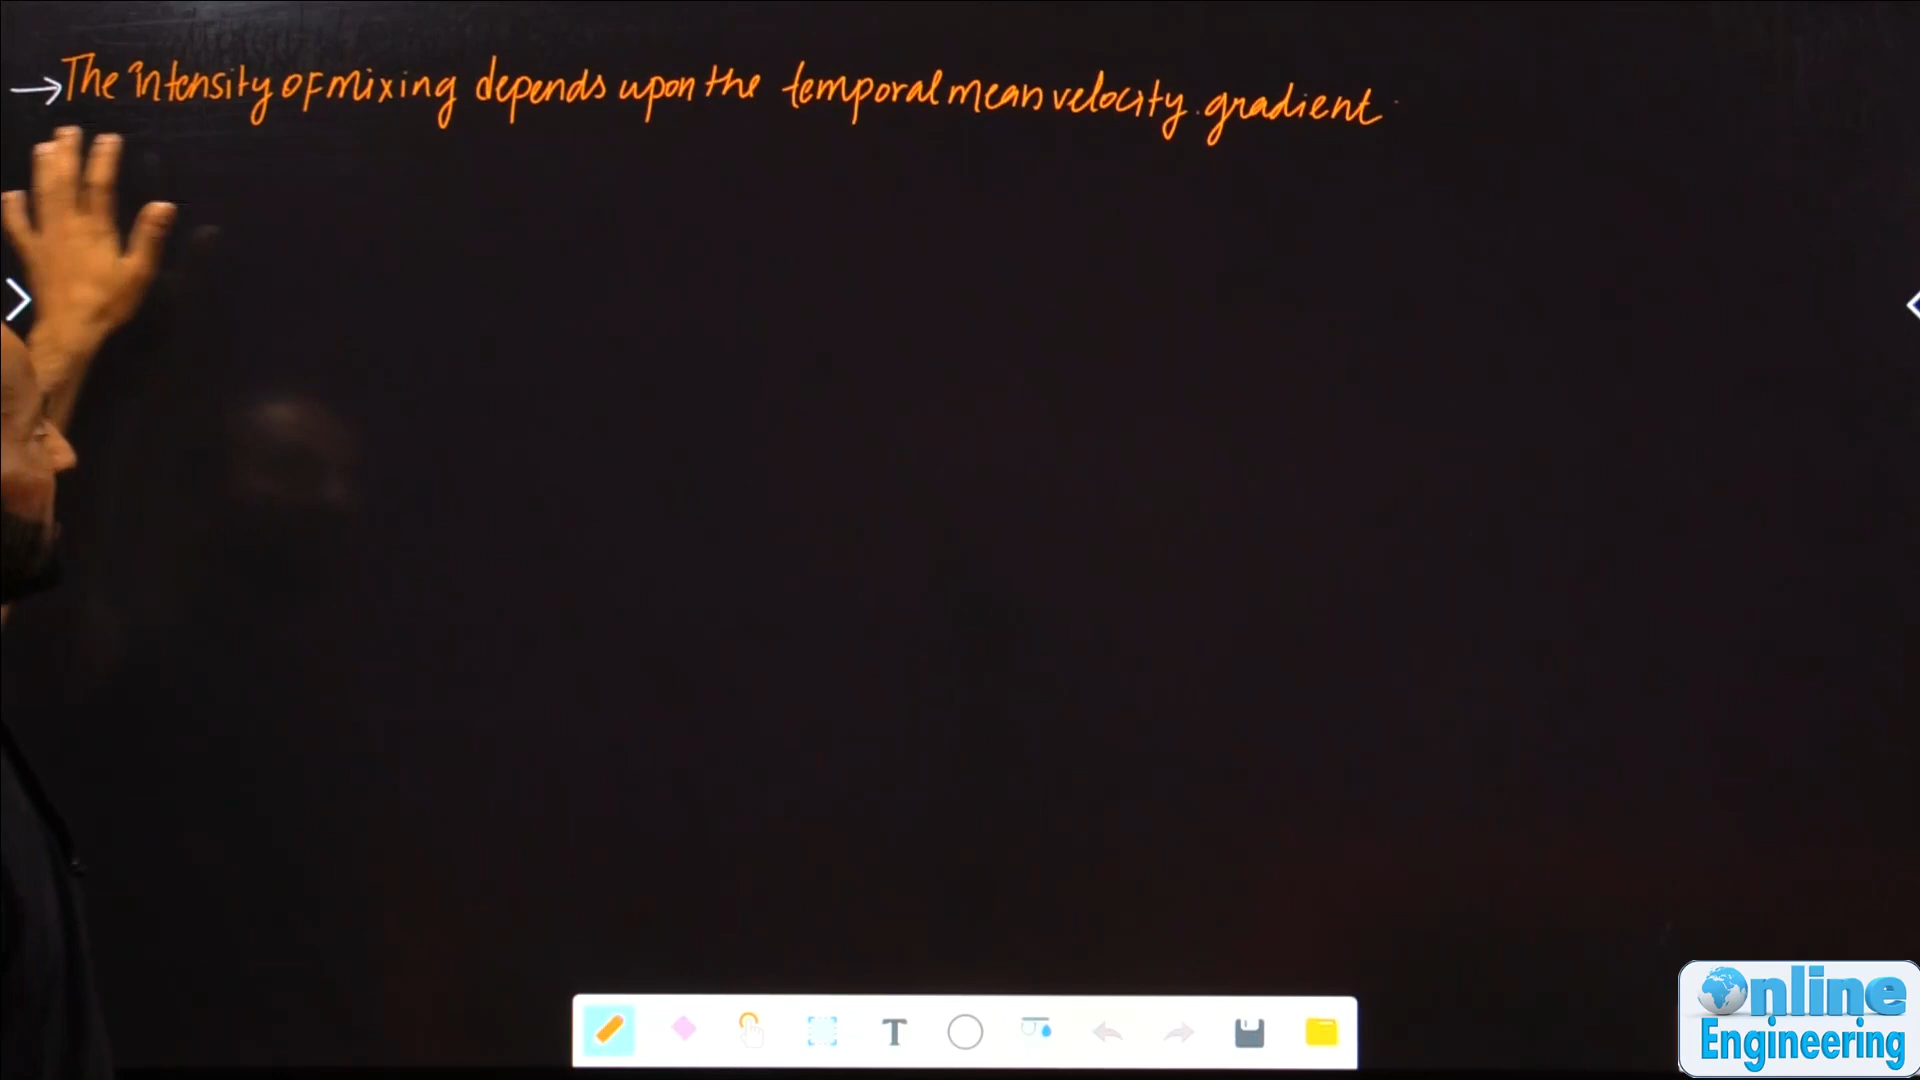 → The intensity of mixing depends upon the temporal mean velocity gradient
T
Online
Engineering